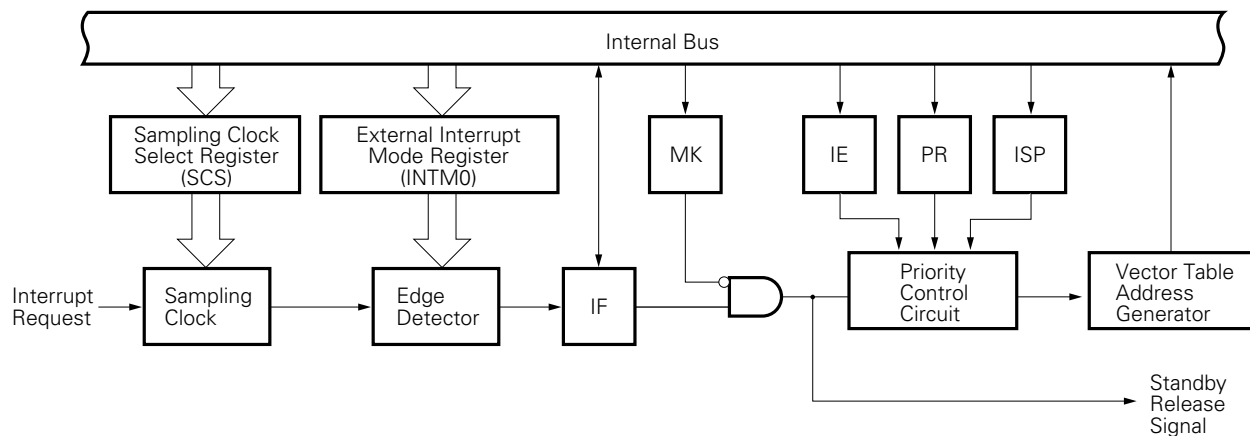 Internal Bus
Sampling Clock
Select Register
(SCS)
External Interrupt
Mode Register
(INTM0)
MK
IE
PR
ISP
Interrupt
Request
Sampling
Clock
Edge
Detector
IF
Priority
Control
Circuit
Vector Table
Address
Generator
Standby
Release
Signal